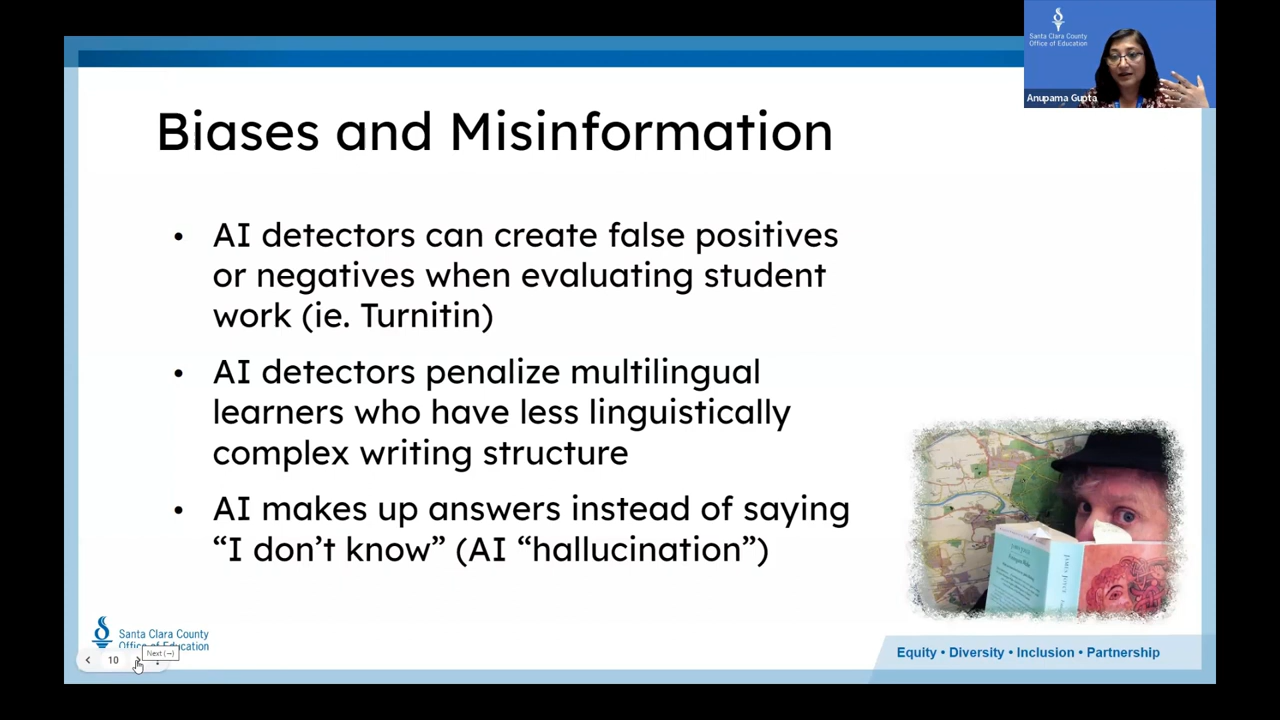 Santa Clara County
Office of Education
Anupama Gupta
Biases and Misinformation
• AI detectors can create false positives
or negatives when evaluating student
work (ie. Turnitin)
• AI detectors penalize multilingual
learners who have less linguistically
complex writing structure
• AI makes up answers instead of saying
“I don’t know” (AI “hallucination”)
JAMES JOYCE
Santa Clara County
Office of Education
10
Next (→)
Equity • Diversity • Inclusion • Partnership